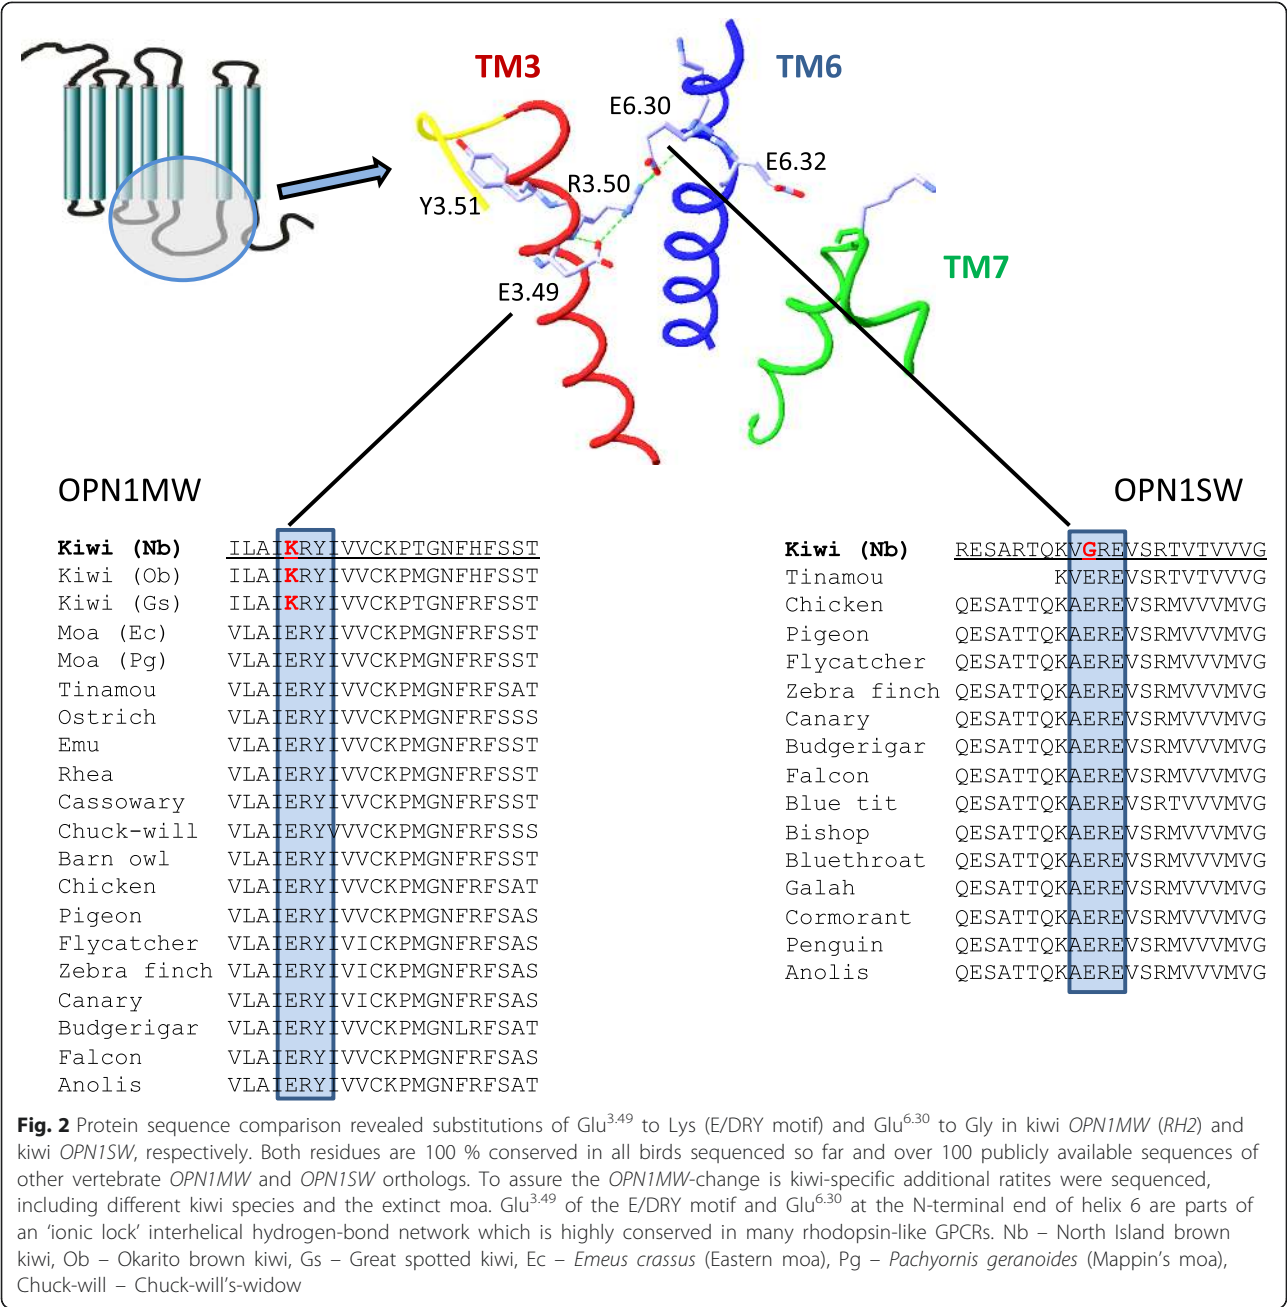 TM3
TM6
E6.30
E6.32
R3.50
Y3.51
TM7
E3.49
OPN1MW
Kiwi (Nb) ILAIKRYIVVCKPTGNFHFSST
Kiwi (Ob) ILAIKRYIVVCKPTGNFHFSST
Kiwi (Gs) ILAIKRYIVVCKPTGNFRFSST
Moa (Ec) VLAIERYIVVCKPMGNFRFSST
Moa (Pg) VLAIERYIVVCKPMGNFRFSST
Tinamou VLAIERYIVVCKPMGNFRFSAT
Ostrich VLAIERYIVVCKPMGNFRFSSS
Emu VLAIERYIVVCKPMGNFRFSST
Rhea VLAIERYIVVCKPMGNFRFSST
Cassowary VLAIERYIVVCKPMGNFRFSST
Chuck-will VLAIERYVVVCKPMGNFRFSSS
Barn owl VLAIERYIVVCKPMGNFRFSST
Chicken VLAIERYIVVCKPMGNFRFSAT
Pigeon VLAIERYIVVCKPMGNFRFSAS
Flycatcher VLAIERYIVICKPMGNFRFSAS
Zebra finch VLAIERYIVICKPMGNFRFSAS
Canary VLAIERYIVICKPMGNFRFSAS
Budgerigar VLAIERYIVVCKPMGNLRFSAT
Falcon VLAIERYIVVCKPMGNFRFSAS
Anolis VLAIERYIVVCKPMGNFRFSAT
OPN1SW
Kiwi (Nb) RESARTQKVGREVSRTVTVVVG
Tinamou KVEREVSRTVTVVVG
Chicken QESATTQKAEREVSRMVVVMVG
Pigeon QESATTQKAEREVSRMVVVMVG
Flycatcher QESATTQKAEREVSRMVVVMVG
Zebra finch QESATTQKAEREVSRMVVVMVG
Canary QESATTQKAEREVSRMVVVMVG
Budgerigar QESATTQKAEREVSRMVVVMVG
Falcon QESATTQKAEREVSRMVVVMVG
Blue tit QESATTQKAEREVSRTVVVMVG
Bishop QESATTQKAEREVSRMVVVMVG
Bluethroat QESATTQKAEREVSRMVVVMVG
Galah QESATTQKAEREVSRMVVVMVG
Cormorant QESATTQKAEREVSRMVVVMVG
Penguin QESATTQKAEREVSRMVVVMVG
Anolis QESATTQKAEREVSRMVVVMVG
Fig. 2 Protein sequence comparison revealed substitutions of Glu3.49 to Lys (E/DRY motif) and Glu6.30 to Gly in kiwi OPN1MW (RH2) and
kiwi OPN1SW, respectively. Both residues are 100 % conserved in all birds sequenced so far and over 100 publicly available sequences of
other vertebrate OPN1MW and OPN1SW orthologs. To assure the OPN1MW-change is kiwi-specific additional ratites were sequenced,
including different kiwi species and the extinct moa. Glu3.49 of the E/DRY motif and Glu6.30 at the N-terminal end of helix 6 are parts of
an ‘ionic lock’ interhelical hydrogen-bond network which is highly conserved in many rhodopsin-like GPCRs. Nb – North Island brown
kiwi, Ob – Okarito brown kiwi, Gs – Great spotted kiwi, Ec – Emeus crassus (Eastern moa), Pg – Pachyornis geranoides (Mappin’s moa),
Chuck-will – Chuck-will’s-widow